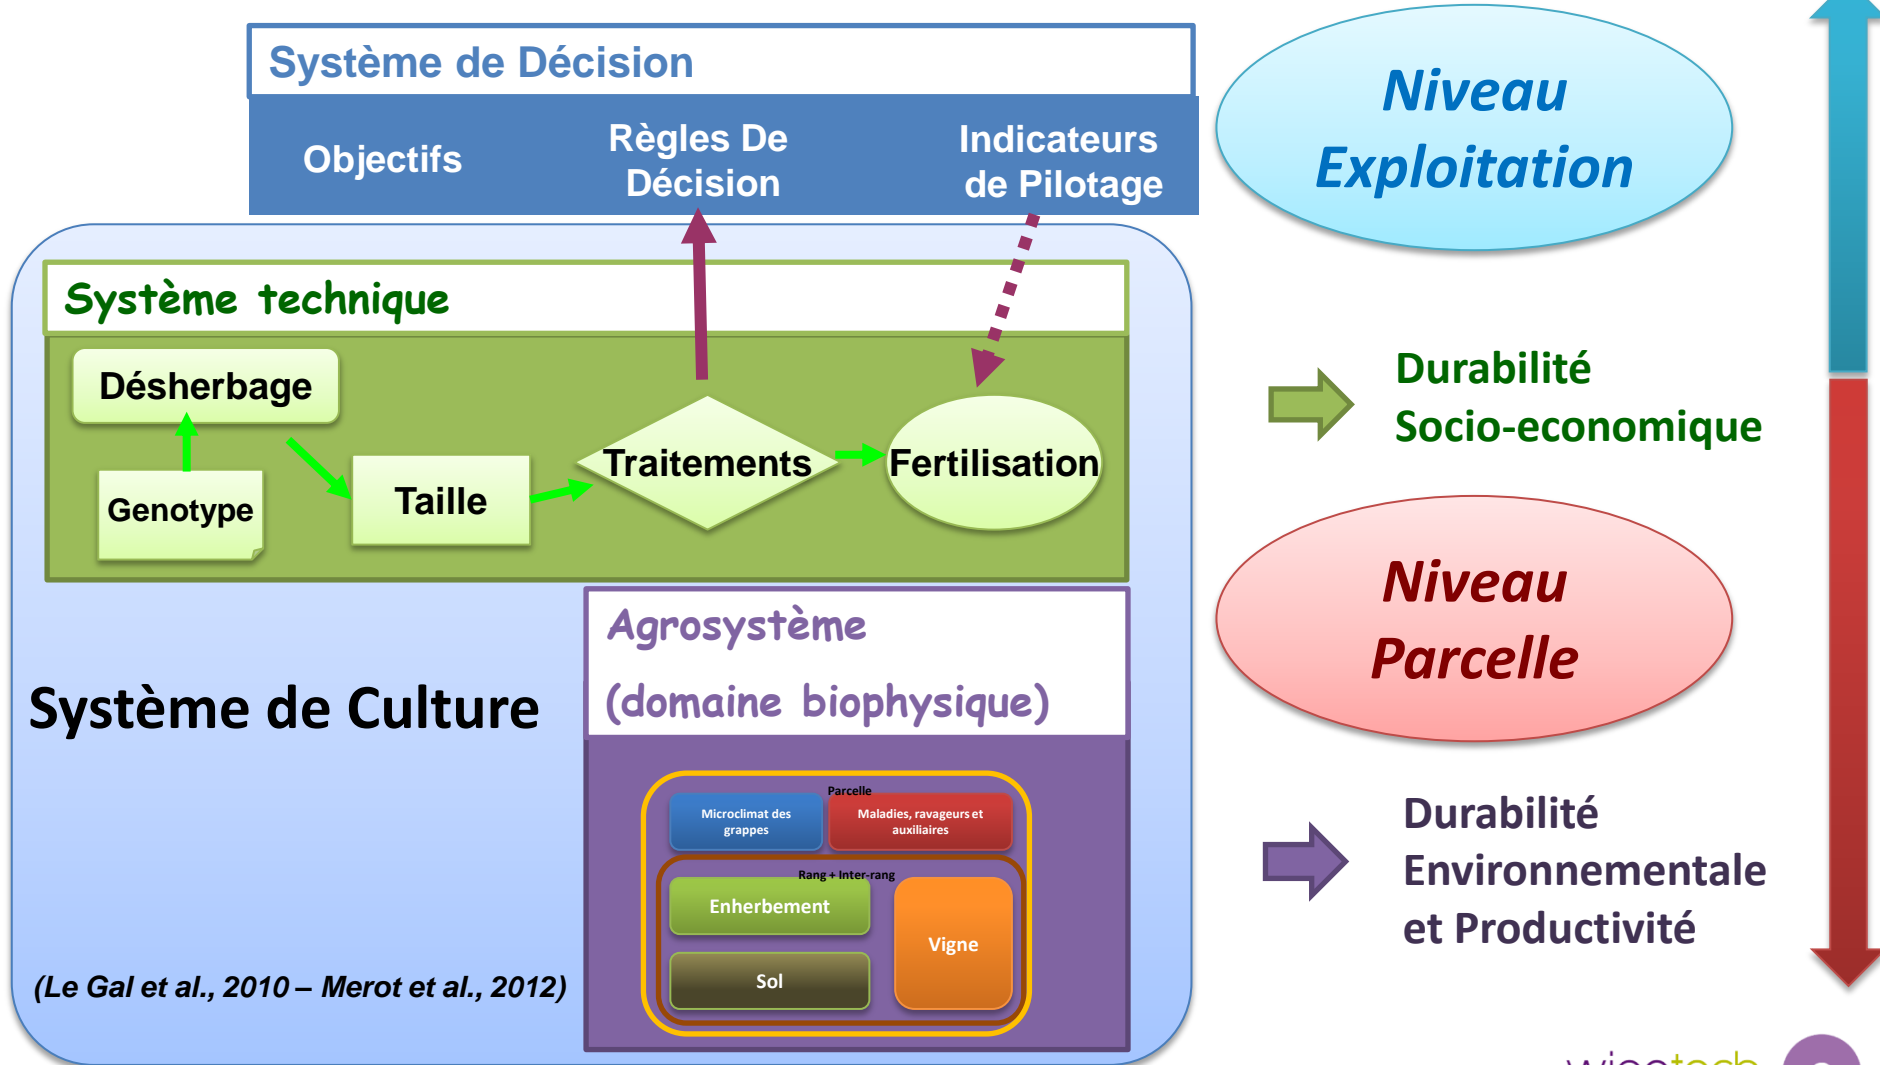 Système de Décision
Objectifs
Règles De
Décision
Indicateurs
de Pilotage
Niveau
Exploitation
Système technique
Désherbage
Genotype
Taille
Traitements
Fertilisation
Durabilité
Socio-economique
Niveau
Parcelle
Agrosystème
(domaine biophysique)
Système de Culture
Parcelle
Microclimat des
grappes
Maladies, ravageurs et
auxiliaires
Rang + Inter-rang
Enherbement
Vigne
Sol
Durabilité
Environnementale
et Productivité
(Le Gal et al., 2010 – Merot et al., 2012)